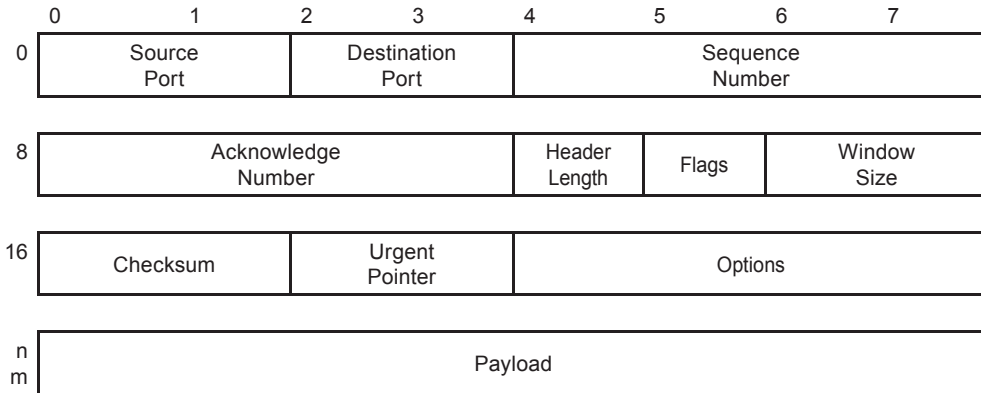 0 1 2 3 4 5 6 7
0 Source Port Destination Port Sequence Number
8 Acknowledge Number Header Length Flags Window Size
16 Checksum Urgent Pointer Options
n m Payload